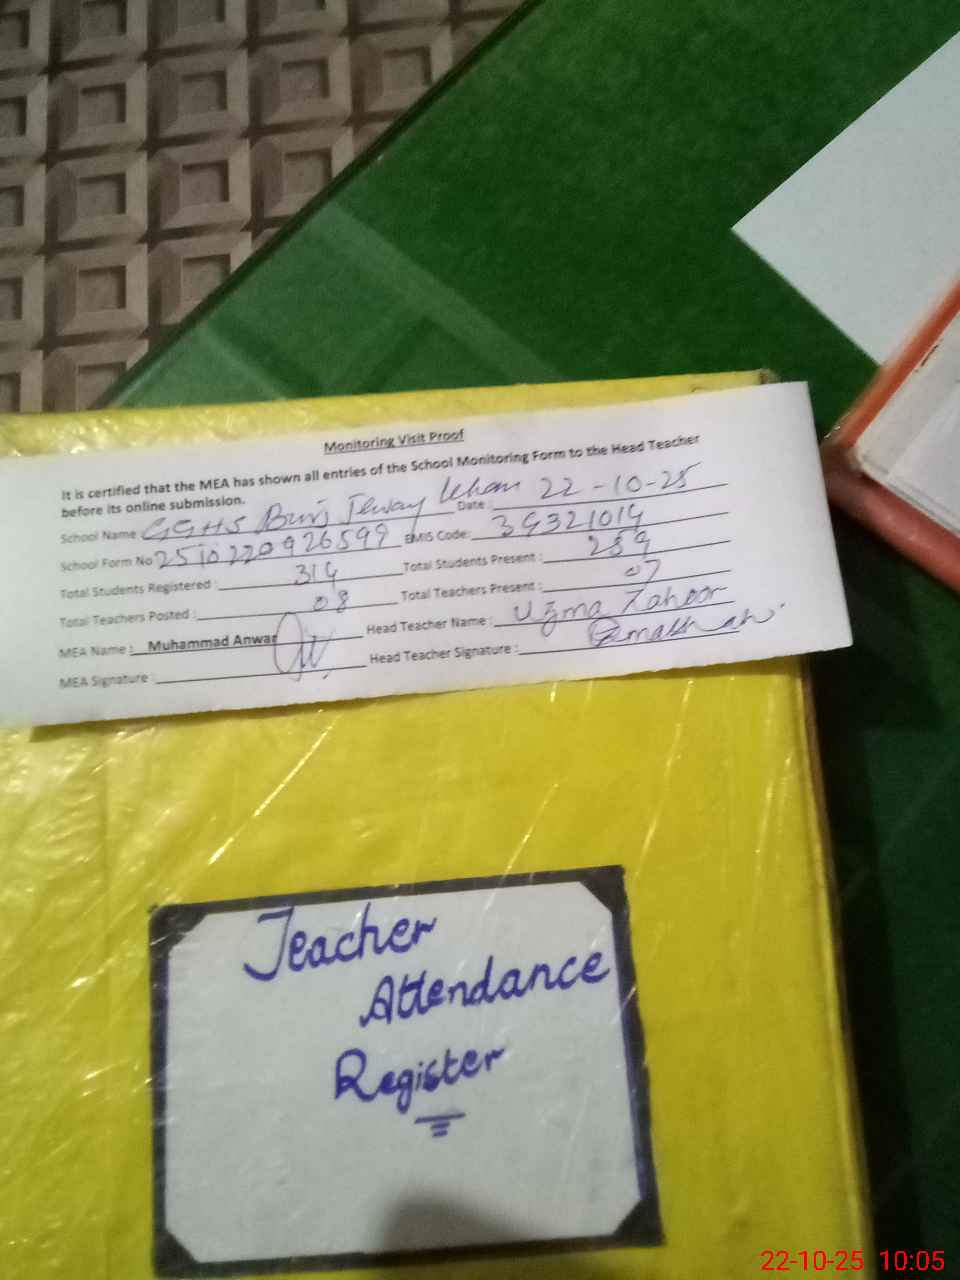 Monitoring Visit Proof
It is certified that the MEA has shown all entries of the School Monitoring Form to the Head Teacher
before its online submission.
School Name GGHS Burj Jeway Khan Date: 22-10-25
School Form No 2510220926599 EMIS Code: 39321019
Total Students Registered : 319 Total Students Present : 289
Total Teachers Posted : 08 Total Teachers Present : 07
MEA Name : Muhammad Anwar Head Teacher Name : Uzma Zahoor
MEA Signature : Head Teacher Signature :
Teacher
Attendance
Register
22-10-25 10:05